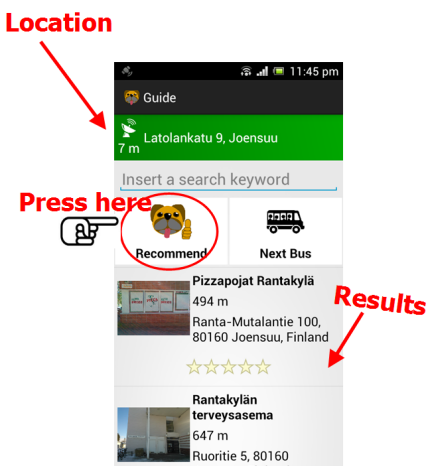 Location
11:45 pm
Guide
Latolankatu 9, Joensuu
7 m
Insert a search keyword
Press here
Recommend
Next Bus
Pizzapojat Rantakylä
494 m
Ranta-Mutalantie 100,
80160 Joensuu, Finland
Results
Rantakylän
terveysasema
647 m
Ruoritie 5, 80160